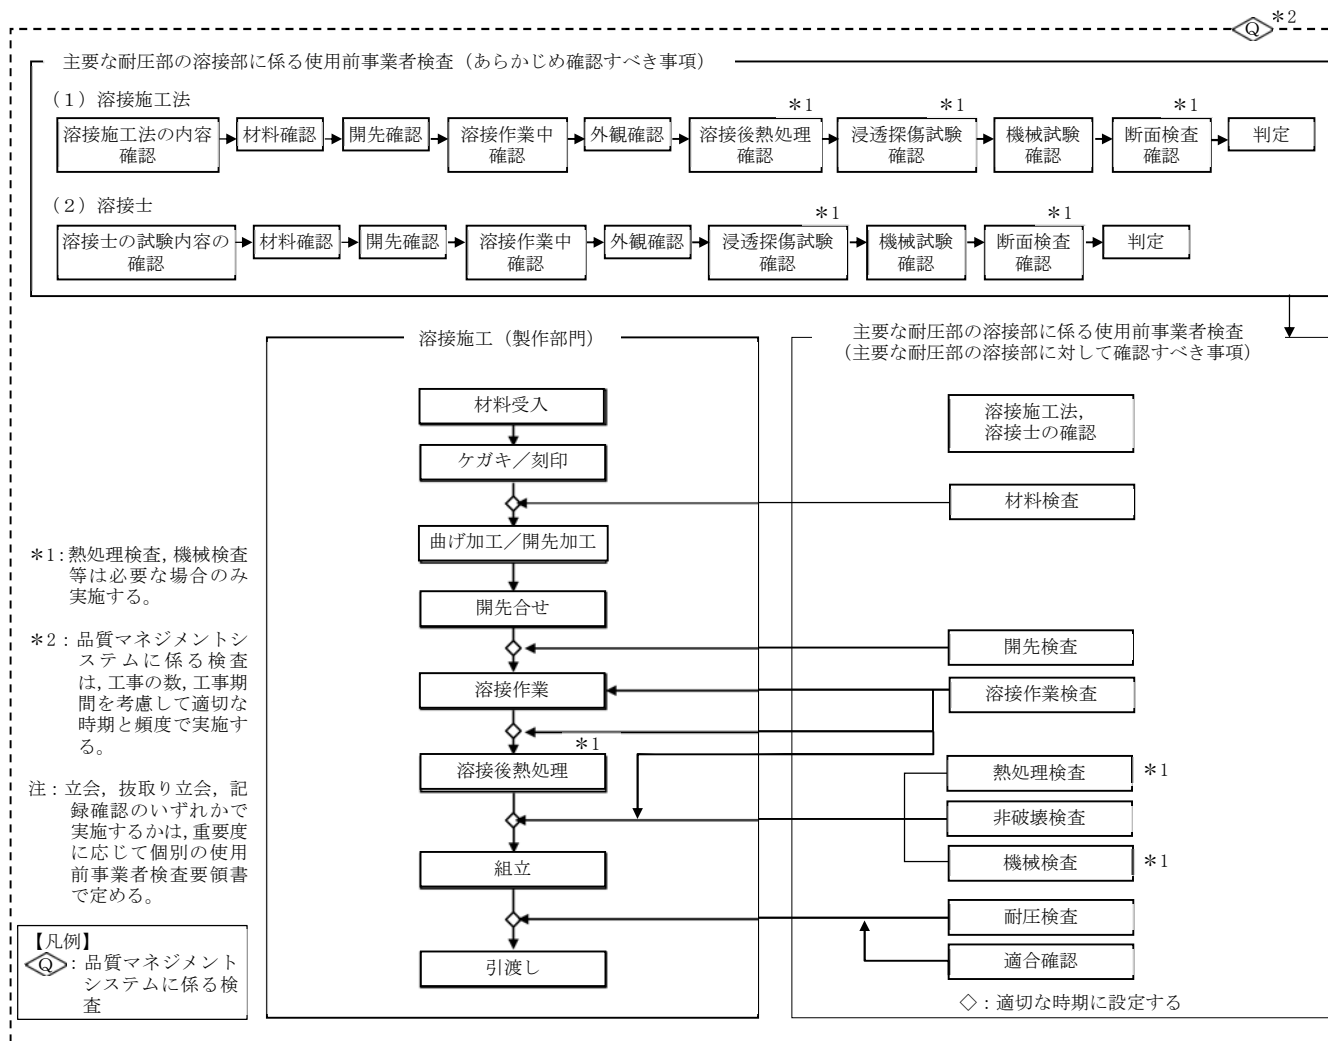 Q
*2
主要な耐圧部の溶接部に係る使用前事業者検査(あらかじめ確認すべき事項)
(1)溶接施工法
溶接施工法の内容
確認
材料確認
開先確認
溶接作業中
確認
外観確認
溶接後熱処理
確認
*1
浸透探傷試験
確認
*1
機械試験
確認
断面検査
確認
*1
判定
(2)溶接士
溶接士の試験内容の
確認
材料確認
開先確認
溶接作業中
確認
外観確認
浸透探傷試験
確認
*1
機械試験
確認
断面検査
確認
*1
判定
溶接施工(製作部門)
材料受入
ケガキ/刻印
曲げ加工/開先加工
開先合せ
溶接作業
*1
溶接後熱処理
組立
引渡し
主要な耐圧部の溶接部に係る使用前事業者検査
(主要な耐圧部の溶接部に対して確認すべき事項)
溶接施工法,
溶接士の確認
材料検査
開先検査
溶接作業検査
熱処理検査 *1
非破壊検査
機械検査 *1
耐圧検査
適合確認
◇:適切な時期に設定する
*1:熱処理検査,機械検査
等は必要な場合のみ
実施する。
*2:品質マネジメントシ
ステムに係る検査
は,工事の数,工事期
間を考慮して適切な
時期と頻度で実施す
る。
注:立会,抜取り立会,記
録確認のいずれかで
実施するかは,重要度
に応じて個別の使用
前事業者検査要領書
で定める。
【凡例】
Q:品質マネジメント
システムに係る検
査